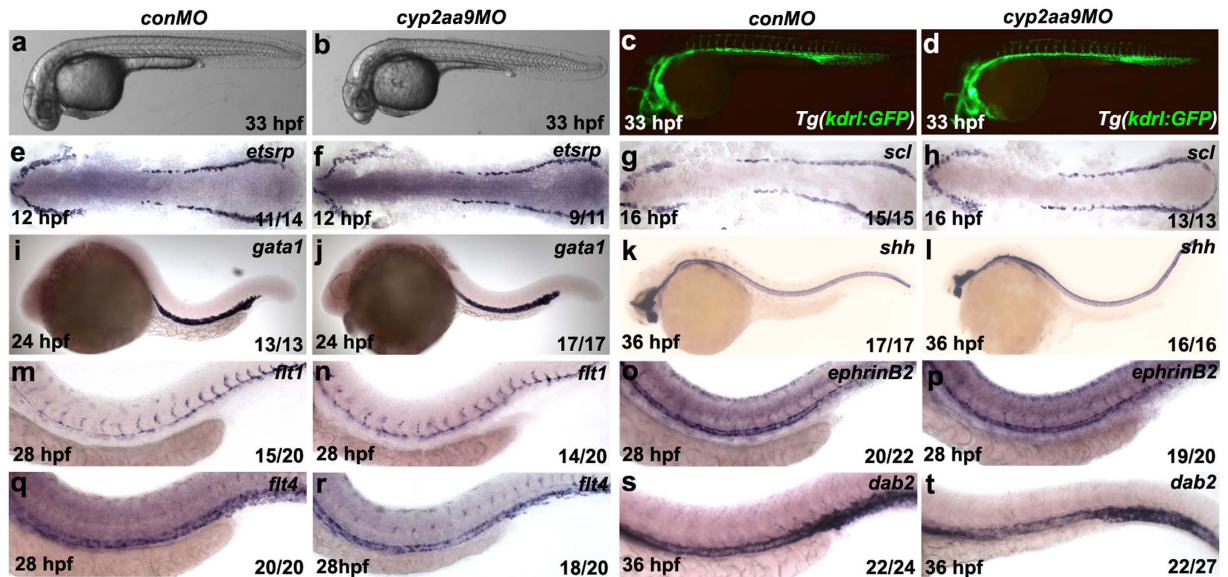 conMO cyp2aa9MO conMO cyp2aa9MO
a b c d
33 hpf 33 hpf 33 hpf Tg(kdrl:GFP) 33 hpf Tg(kdrl:GFP)
e etsrp f etsrp g scl h scl
12 hpf 11/14 12 hpf 9/11 16 hpf 15/15 16 hpf 13/13
i gata1 j gata1 k shh l shh
24 hpf 13/13 24 hpf 17/17 36 hpf 17/17 36 hpf 16/16
m flt1 n flt1 o ephrinB2 p ephrinB2
28 hpf 15/20 28 hpf 14/20 28 hpf 20/22 28 hpf 19/20
q flt4 r flt4 s dab2 t dab2
28 hpf 20/20 28hpf 18/20 36 hpf 22/24 36 hpf 22/27